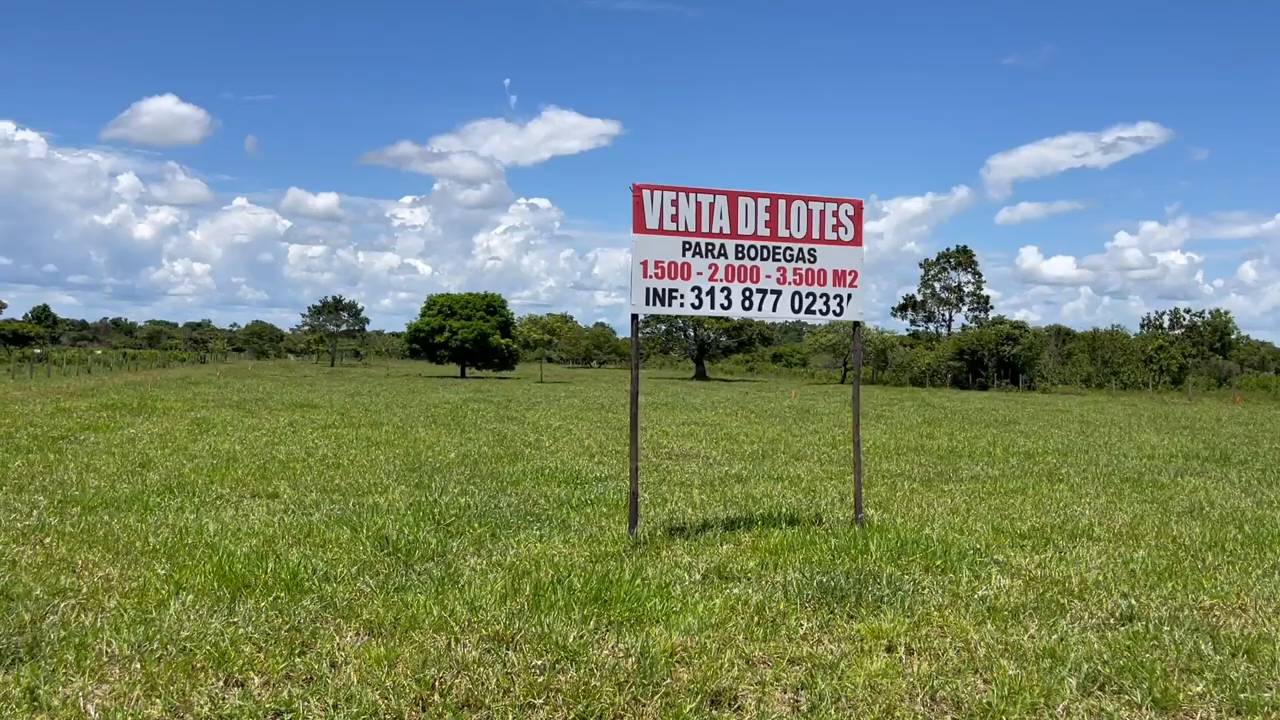 VENTA DE LOTES
PARA BODEGAS
1.500 - 2.000 - 3.500 M2
INF: 313 877 0233